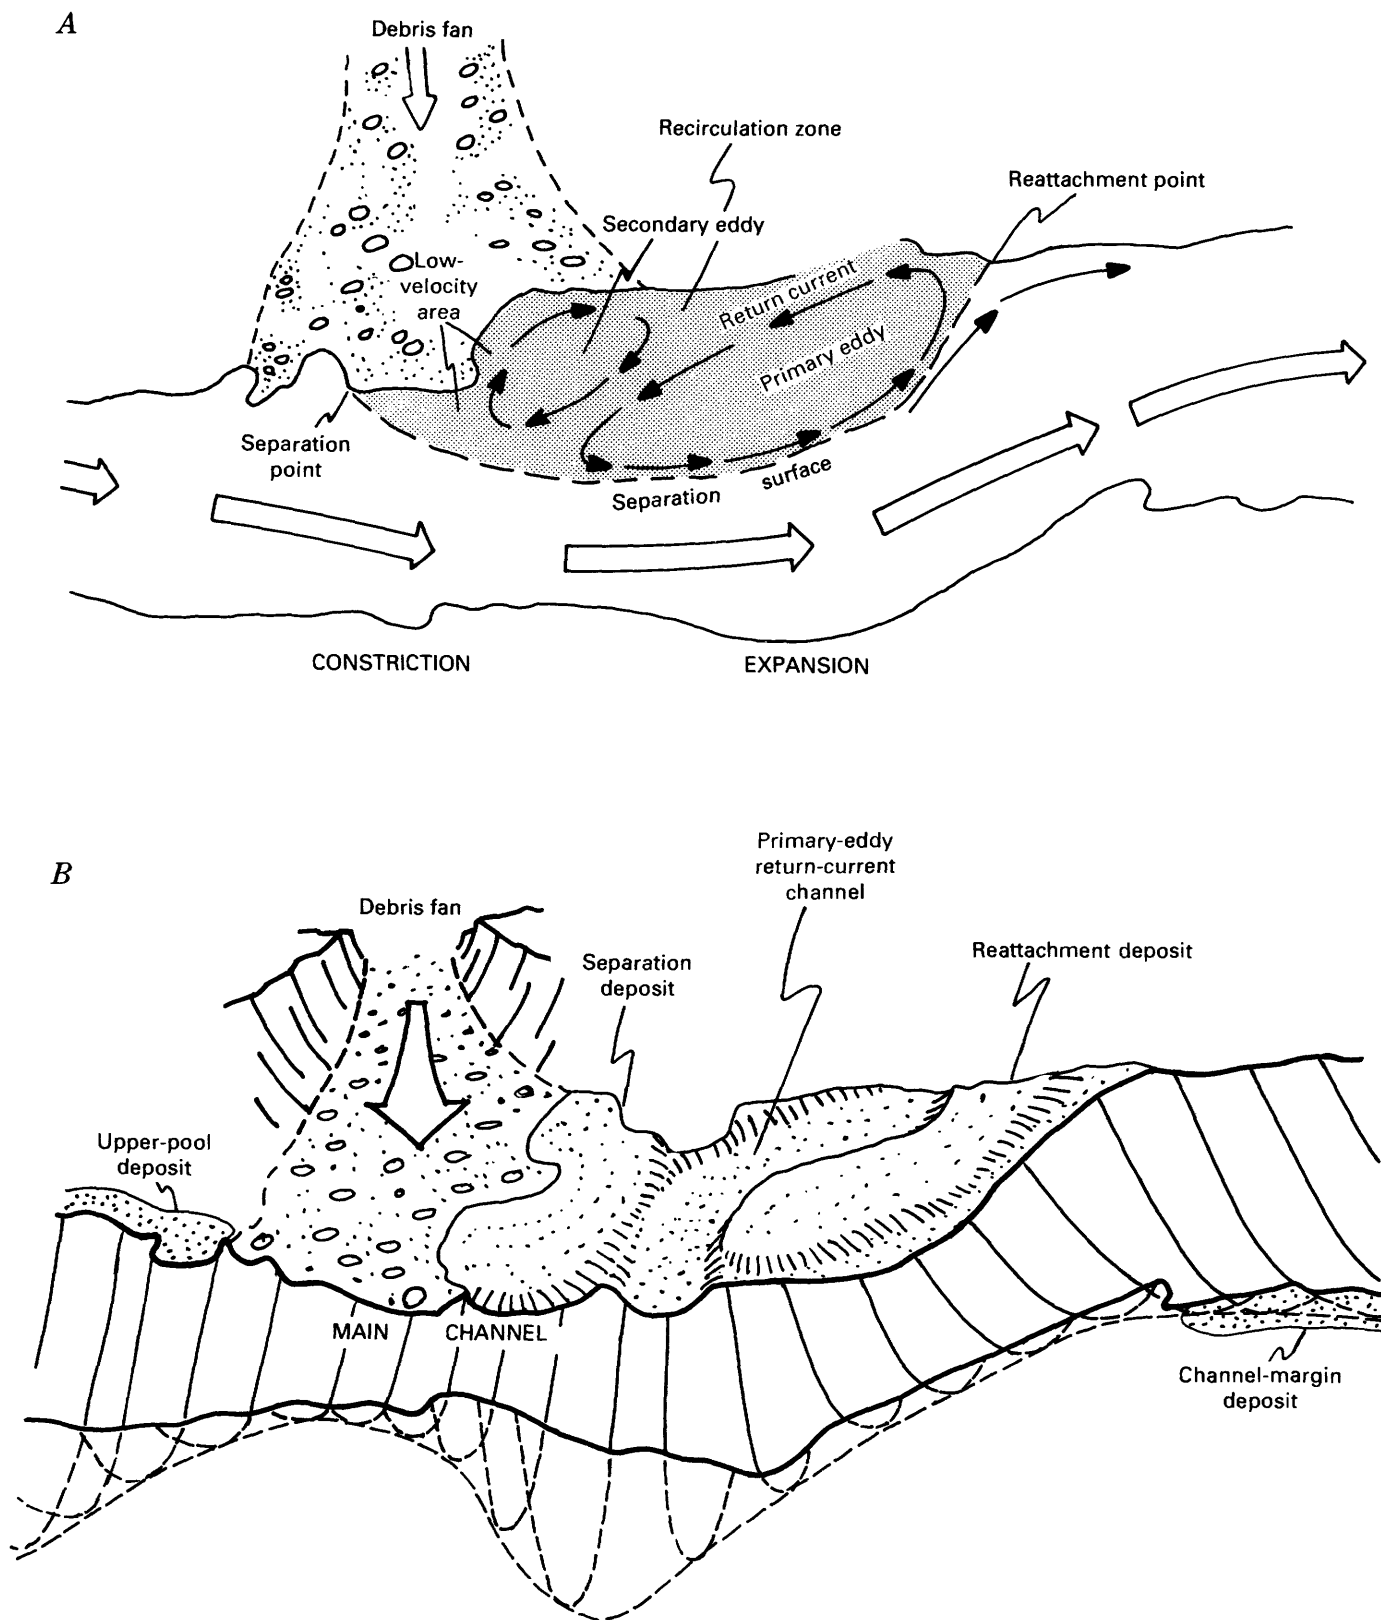 A
Debris fan
Recirculation zone
Reattachment point
Secondary eddy
Low-
velocity
area
Return current
Primary eddy
Separation
point
Separation surface
CONSTRICTION
EXPANSION
B
Primary-eddy
return-current
channel
Debris fan
Separation
deposit
Reattachment deposit
Upper-pool
deposit
MAIN CHANNEL
Channel-margin
deposit